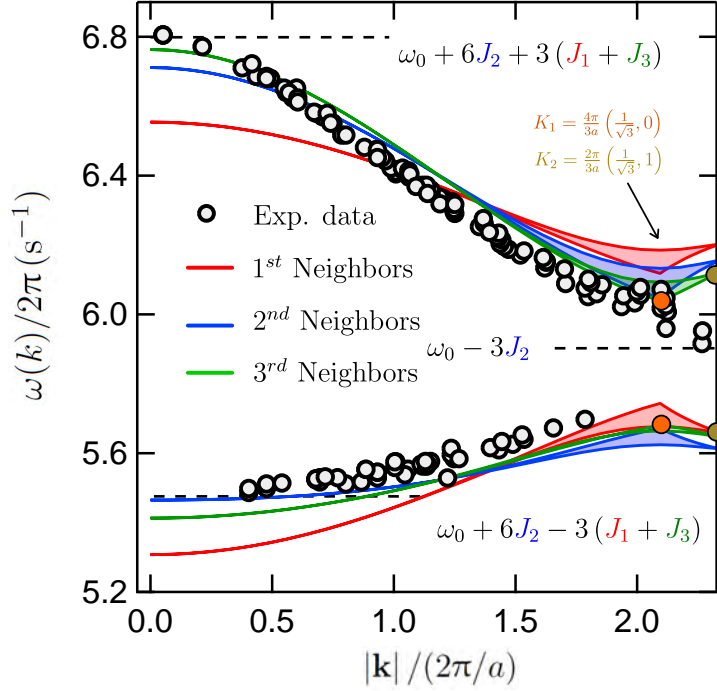 6.8
6.4
6.0
5.6
5.2
ω(k)/2π(s⁻¹)
ω₀ + 6J₂ + 3 (J₁ + J₃)
K₁ = 4π/3a (1/√3, 0)
K₂ = 2π/3a (1/√3, 1)
Exp. data
1ˢᵗ Neighbors
2ⁿᵈ Neighbors
3ʳᵈ Neighbors
ω₀ − 3J₂
ω₀ + 6J₂ − 3 (J₁ + J₃)
0.0 0.5 1.0 1.5 2.0
|k| /(2π/a)